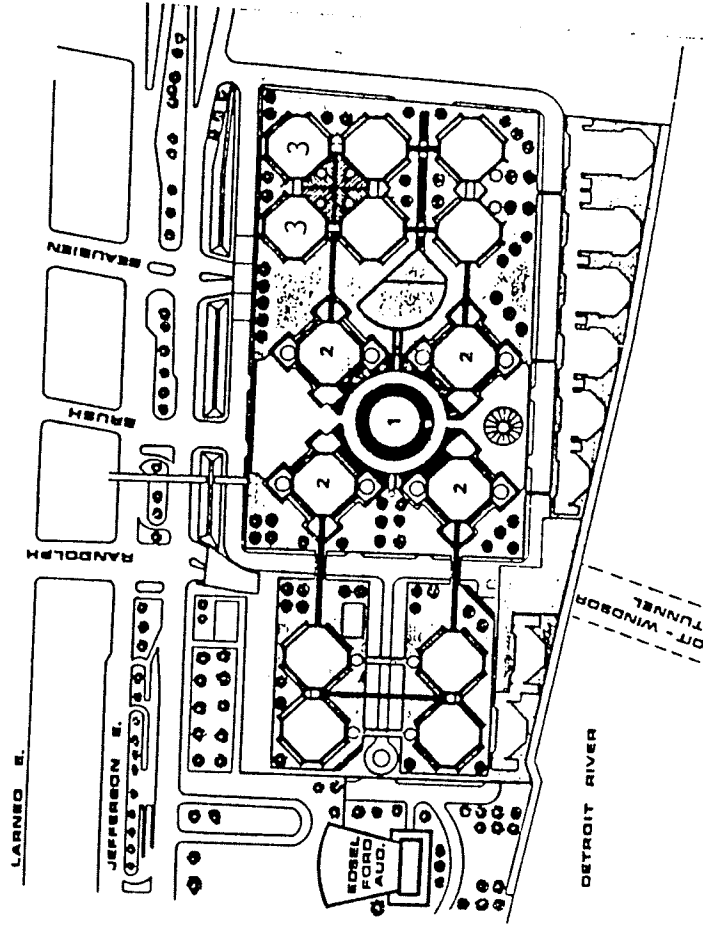 LARNED E.
JEFFERSON E.
RANDOLPH
BRUSH
BEAUBIEN
3
3
2
2
1
2
2
EDSEL
FORD
AUD.
DETROIT RIVER
OIT - WINDSOR
TUNNEL